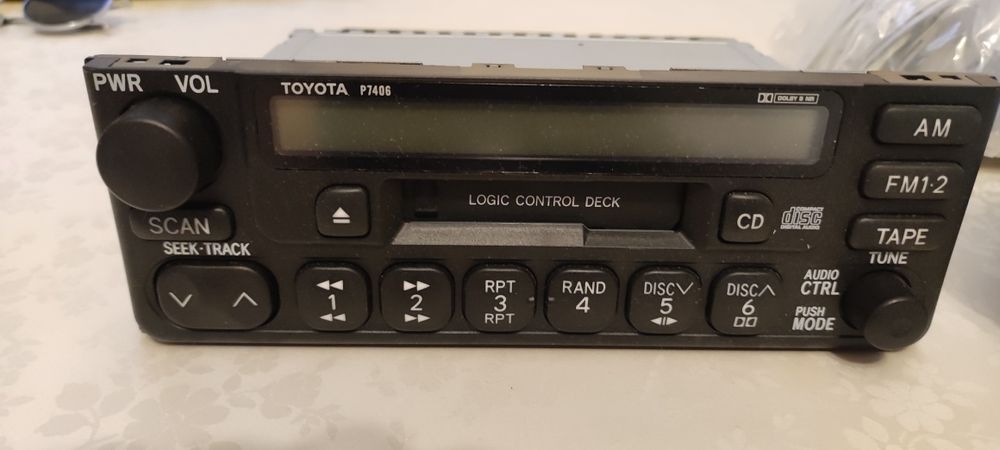 PWR VOL
TOYOTA P7406
DOLBY B NR
AM
LOGIC CONTROL DECK
FM1·2
CD
COMPACT
disc
DIGITAL AUDIO
SCAN
TAPE
SEEK·TRACK
TUNE
1
2
RPT
3
RPT
RAND
4
DISC
5
DISC
6
AUDIO
CTRL
PUSH
MODE